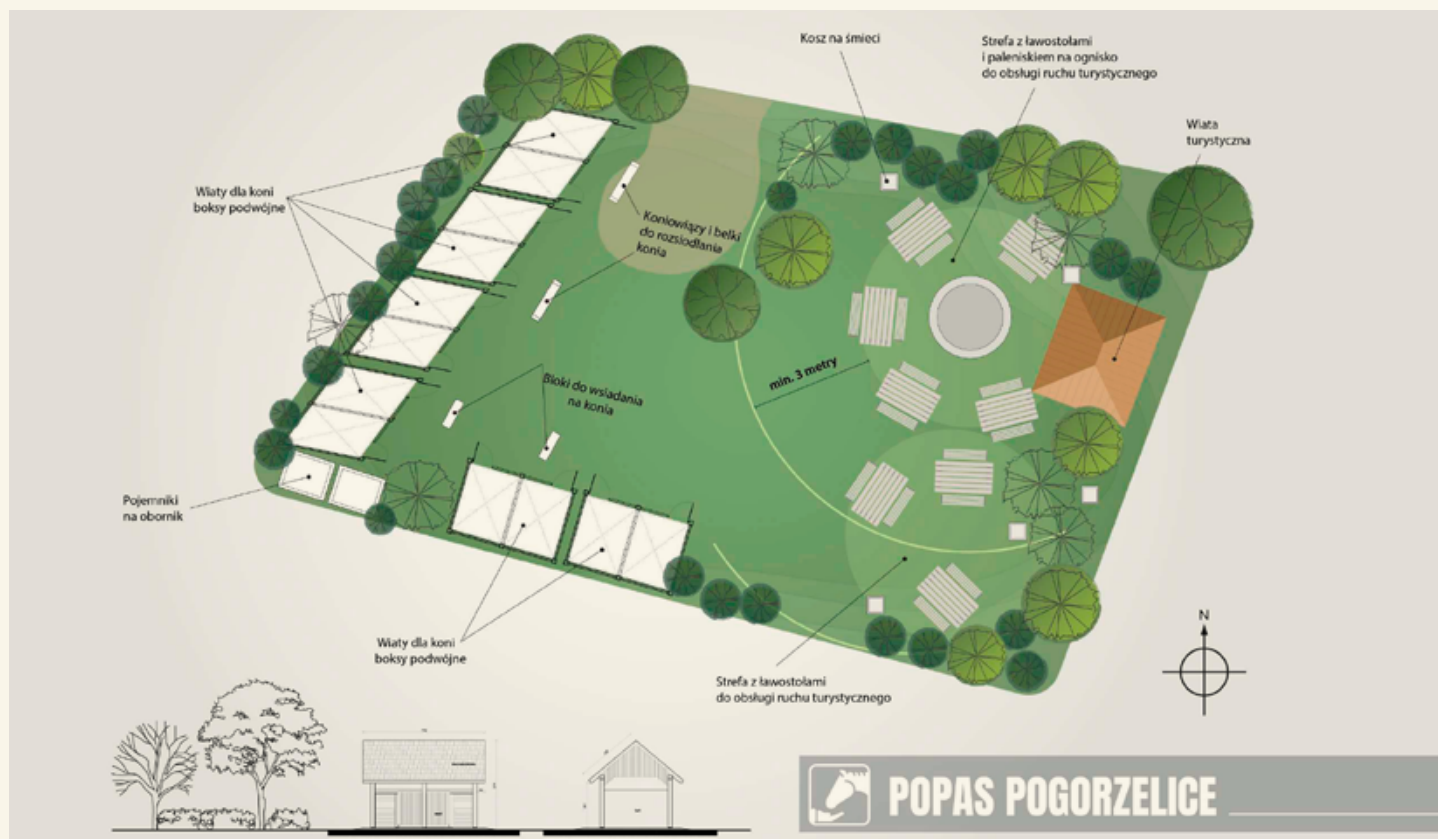 Kosz na śmieci
Strefa z ławostołami
i paleniskiem na ognisko
do obsługi ruchu turystycznego
Wiata
turystyczna
Wiaty dla koni
boksy podwójne
Koniowiązy i belki
do rozsiodłania
konia
min. 3 metry
Bloki do wsiadania
na konia
Pojemniki
na obornik
Wiaty dla koni
boksy podwójne
Strefa z ławostołami
do obsługi ruchu turystycznego
N
POPAS POGORZELICE